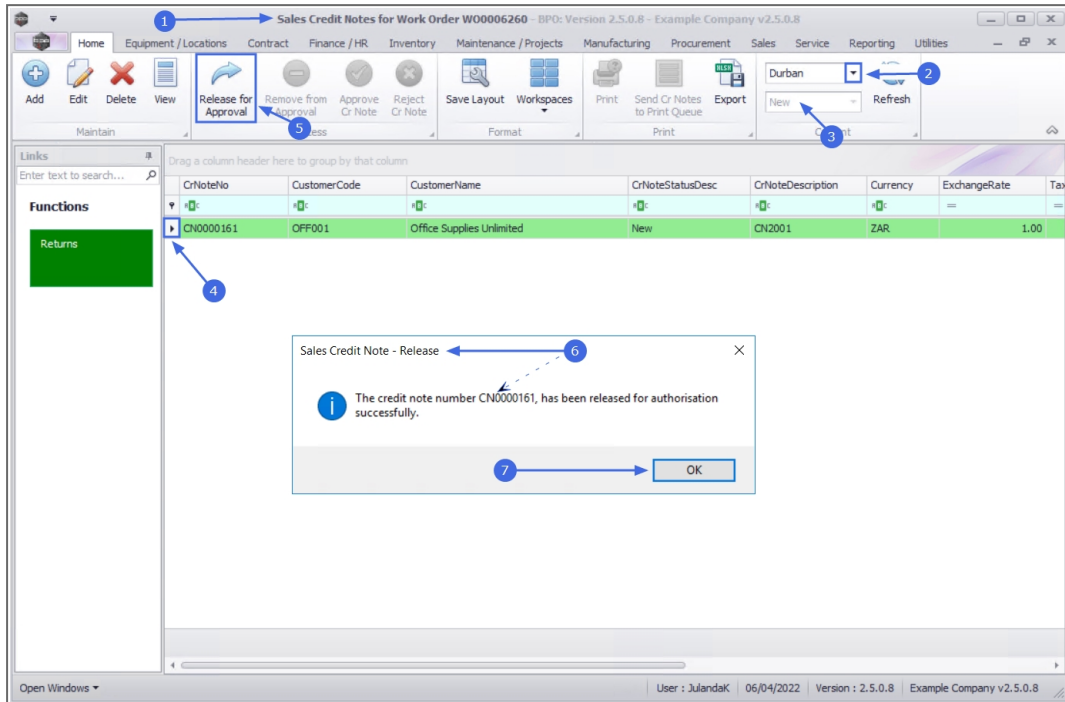 1
Sales Credit Notes for Work Order WO0006260 - BPO: Version 2.5.0.8 - Example Company v2.5.0.8
Home Equipment / Locations Contract Finance / HR Inventory Maintenance / Projects Manufacturing Procurement Sales Service Reporting Utilities
Add Edit Delete View Release for Approval Remove from Approval Approve Cr Note Reject Cr Note Save Layout Workspaces Print Send Cr Notes to Print Queue Export Durban Refresh
New
2
3
5
Maintain Format Print
Links
Enter text to search...
Functions
Returns
Drag a column header here to group by that column
CrNoteNo CustomerCode CustomerName CrNoteStatusDesc CrNoteDescription Currency ExchangeRate Tax
CN0000161 OFF001 Office Supplies Unlimited New CN2001 ZAR 1.00
4
Sales Credit Note - Release
6
The credit note number CN0000161, has been released for authorisation
successfully.
7
OK
Open Windows User : JulandaK 06/04/2022 Version : 2.5.0.8 Example Company v2.5.0.8